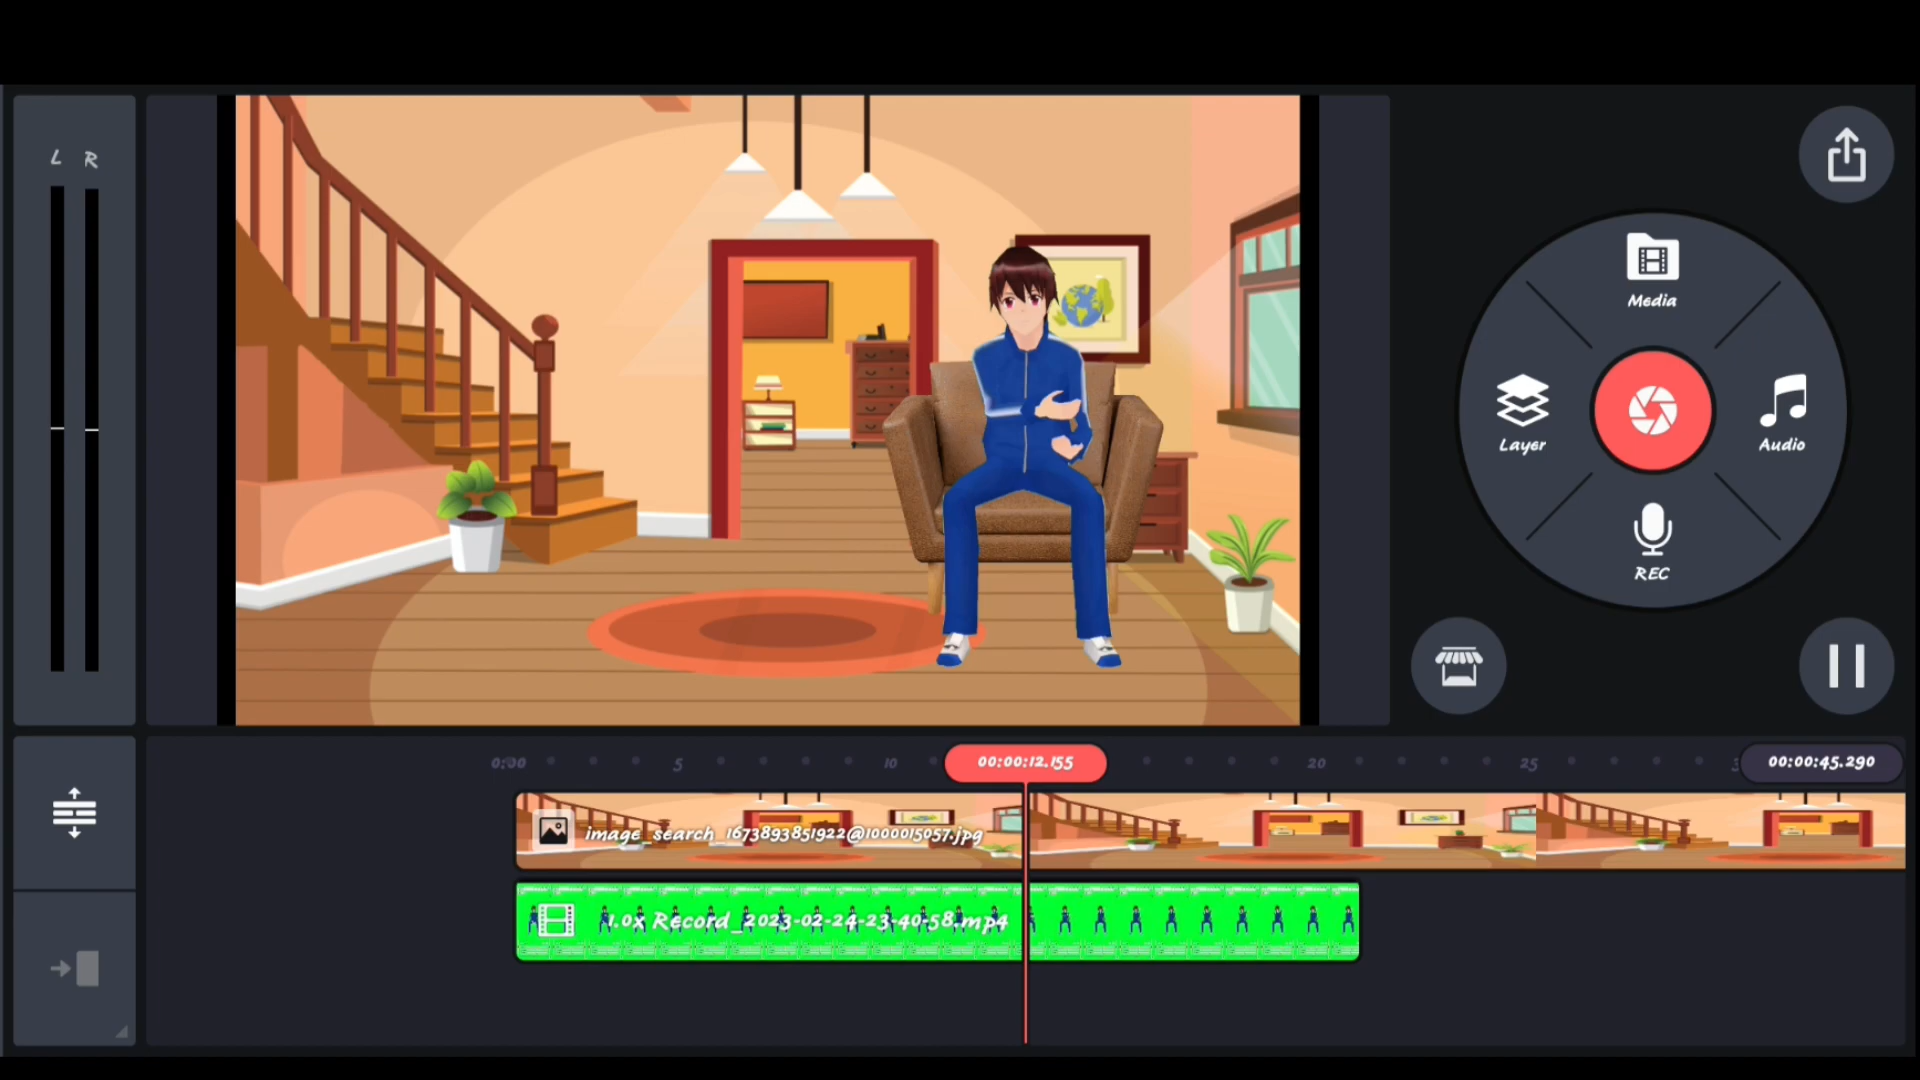 L R
Media
Layer
Audio
REC
0:00 5 10 00:00:12.155 20 25 00:00:45.290
image_search_1673893851922@1000015057.jpg
1.0x Record_2023-02-24-23-40-58.mp4